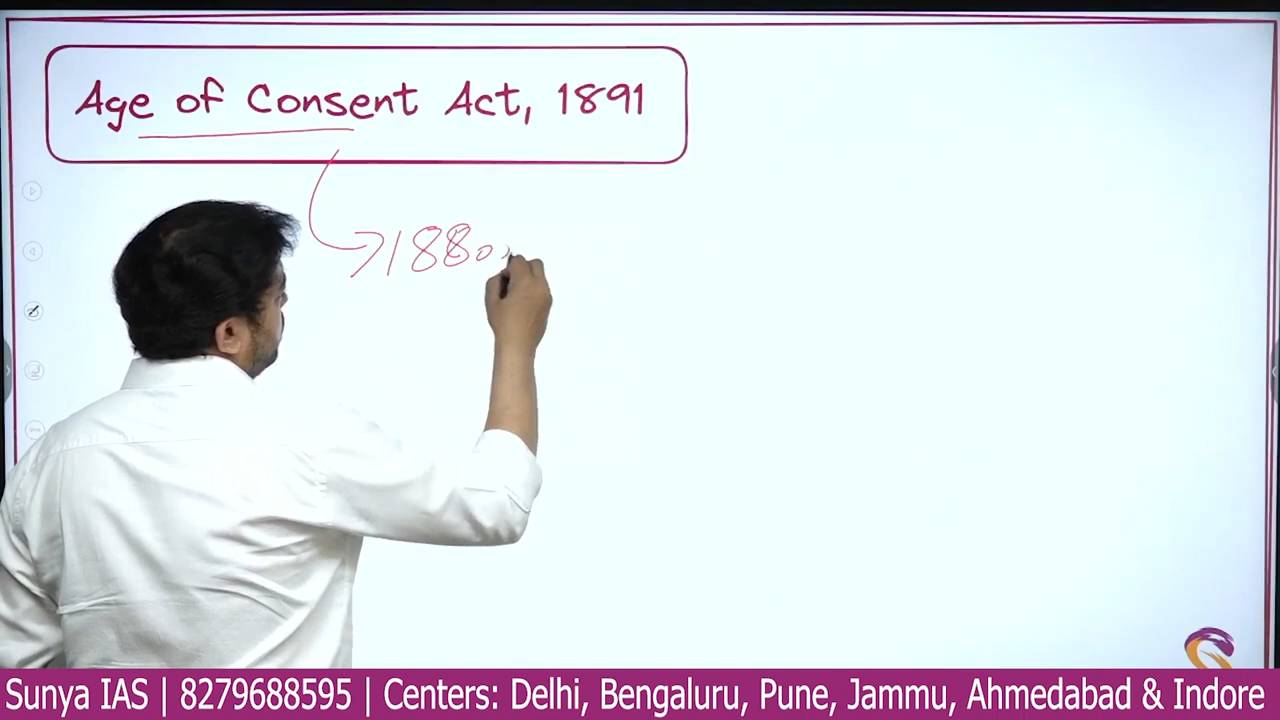 Age of Consent Act, 1891
1880
Sunya IAS | 8279688595 | Centers: Delhi, Bengaluru, Pune, Jammu, Ahmedabad & Indore